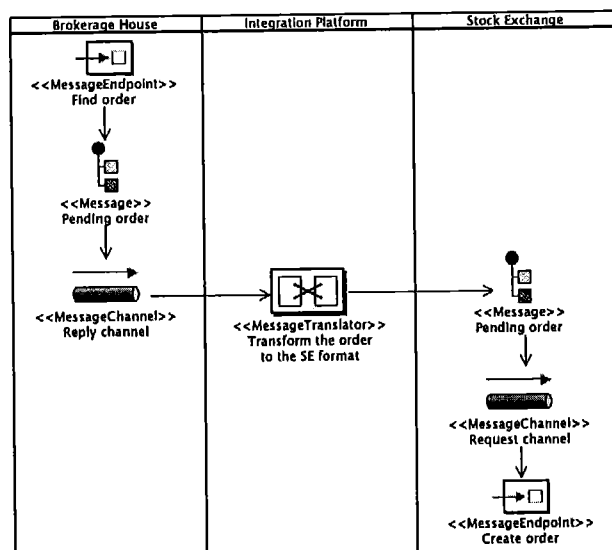 Brokerage House
Integration Platform
Stock Exchange
<<MessageEndpoint>>
Find order
<<Message>>
Pending order
<<MessageChannel>>
Reply channel
<<MessageTranslator>>
Transform the order
to the SE format
<<Message>>
Pending order
<<MessageChannel>>
Request channel
<<MessageEndpoint>>
Create order